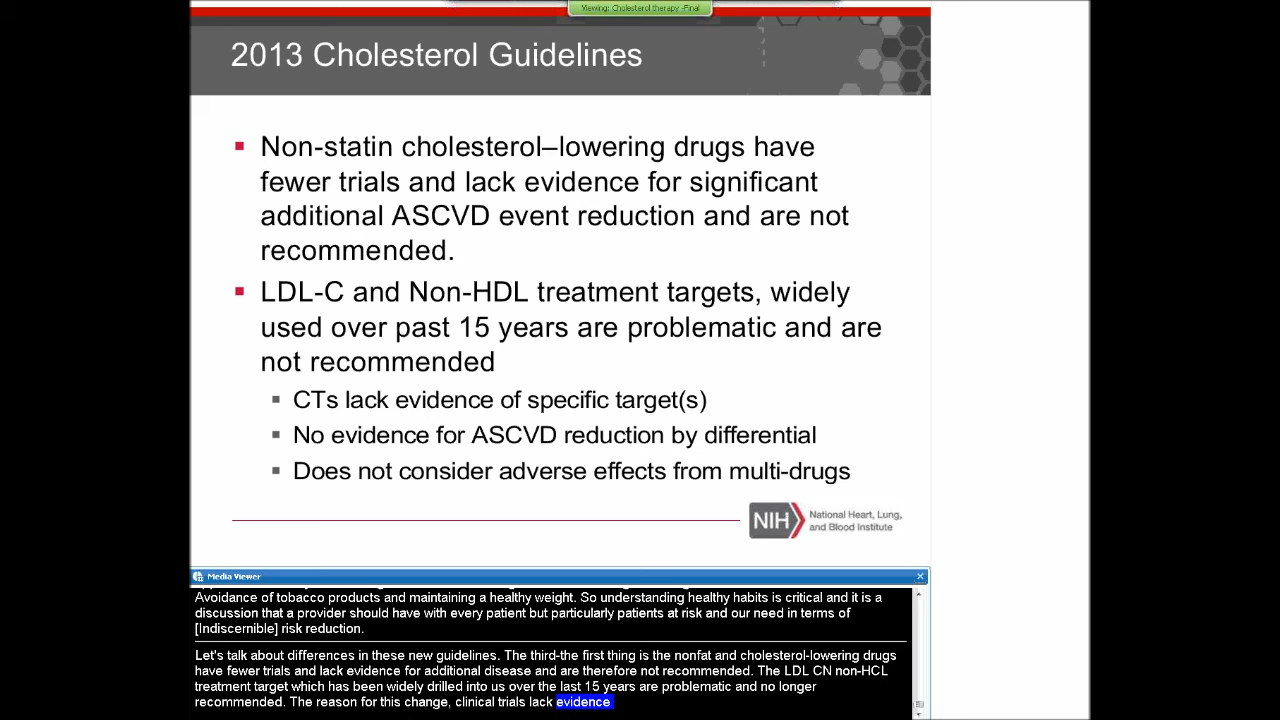 Viewing: Cholesterol therapy -Final
2013 Cholesterol Guidelines
Non-statin cholesterol–lowering drugs have
fewer trials and lack evidence for significant
additional ASCVD event reduction and are not
recommended.
LDL-C and Non-HDL treatment targets, widely
used over past 15 years are problematic and are
not recommended
CTs lack evidence of specific target(s)
No evidence for ASCVD reduction by differential
Does not consider adverse effects from multi-drugs
NIH National Heart, Lung,
and Blood Institute
Media Viewer
Avoidance of tobacco products and maintaining a healthy weight. So understanding healthy habits is critical and it is a
discussion that a provider should have with every patient but particularly patients at risk and our need in terms of
[Indiscernible] risk reduction.
Let's talk about differences in these new guidelines. The third-the first thing is the nonfat and cholesterol-lowering drugs
have fewer trials and lack evidence for additional disease and are therefore not recommended. The LDL CN non-HCL
treatment target which has been widely drilled into us over the last 15 years are problematic and no longer
recommended. The reason for this change, clinical trials lack evidence